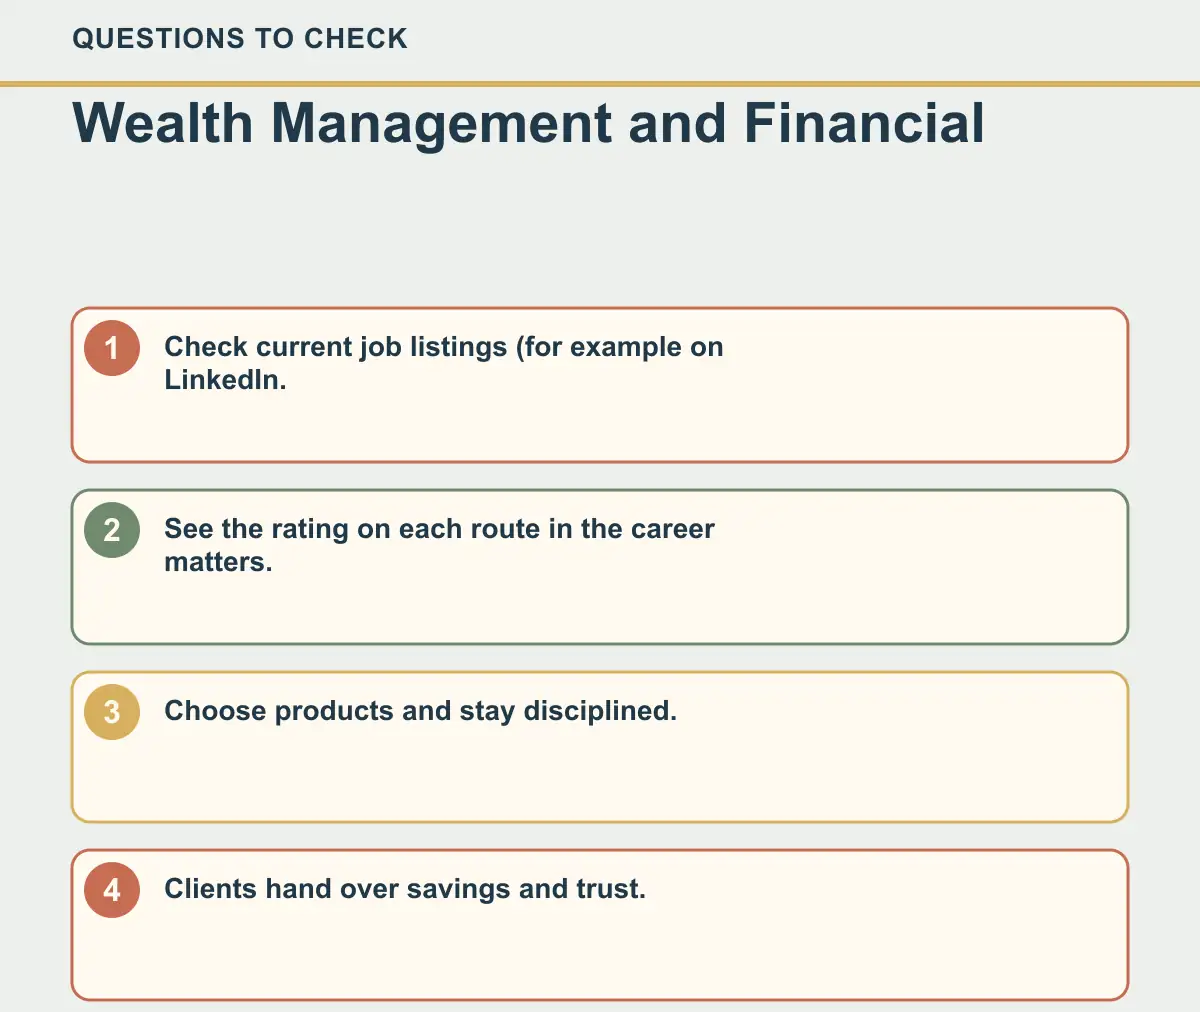 QUESTIONS TO CHECK
Wealth Management and Financial
1
Check current job listings (for example on
LinkedIn.
2
See the rating on each route in the career
matters.
3
Choose products and stay disciplined.
4
Clients hand over savings and trust.